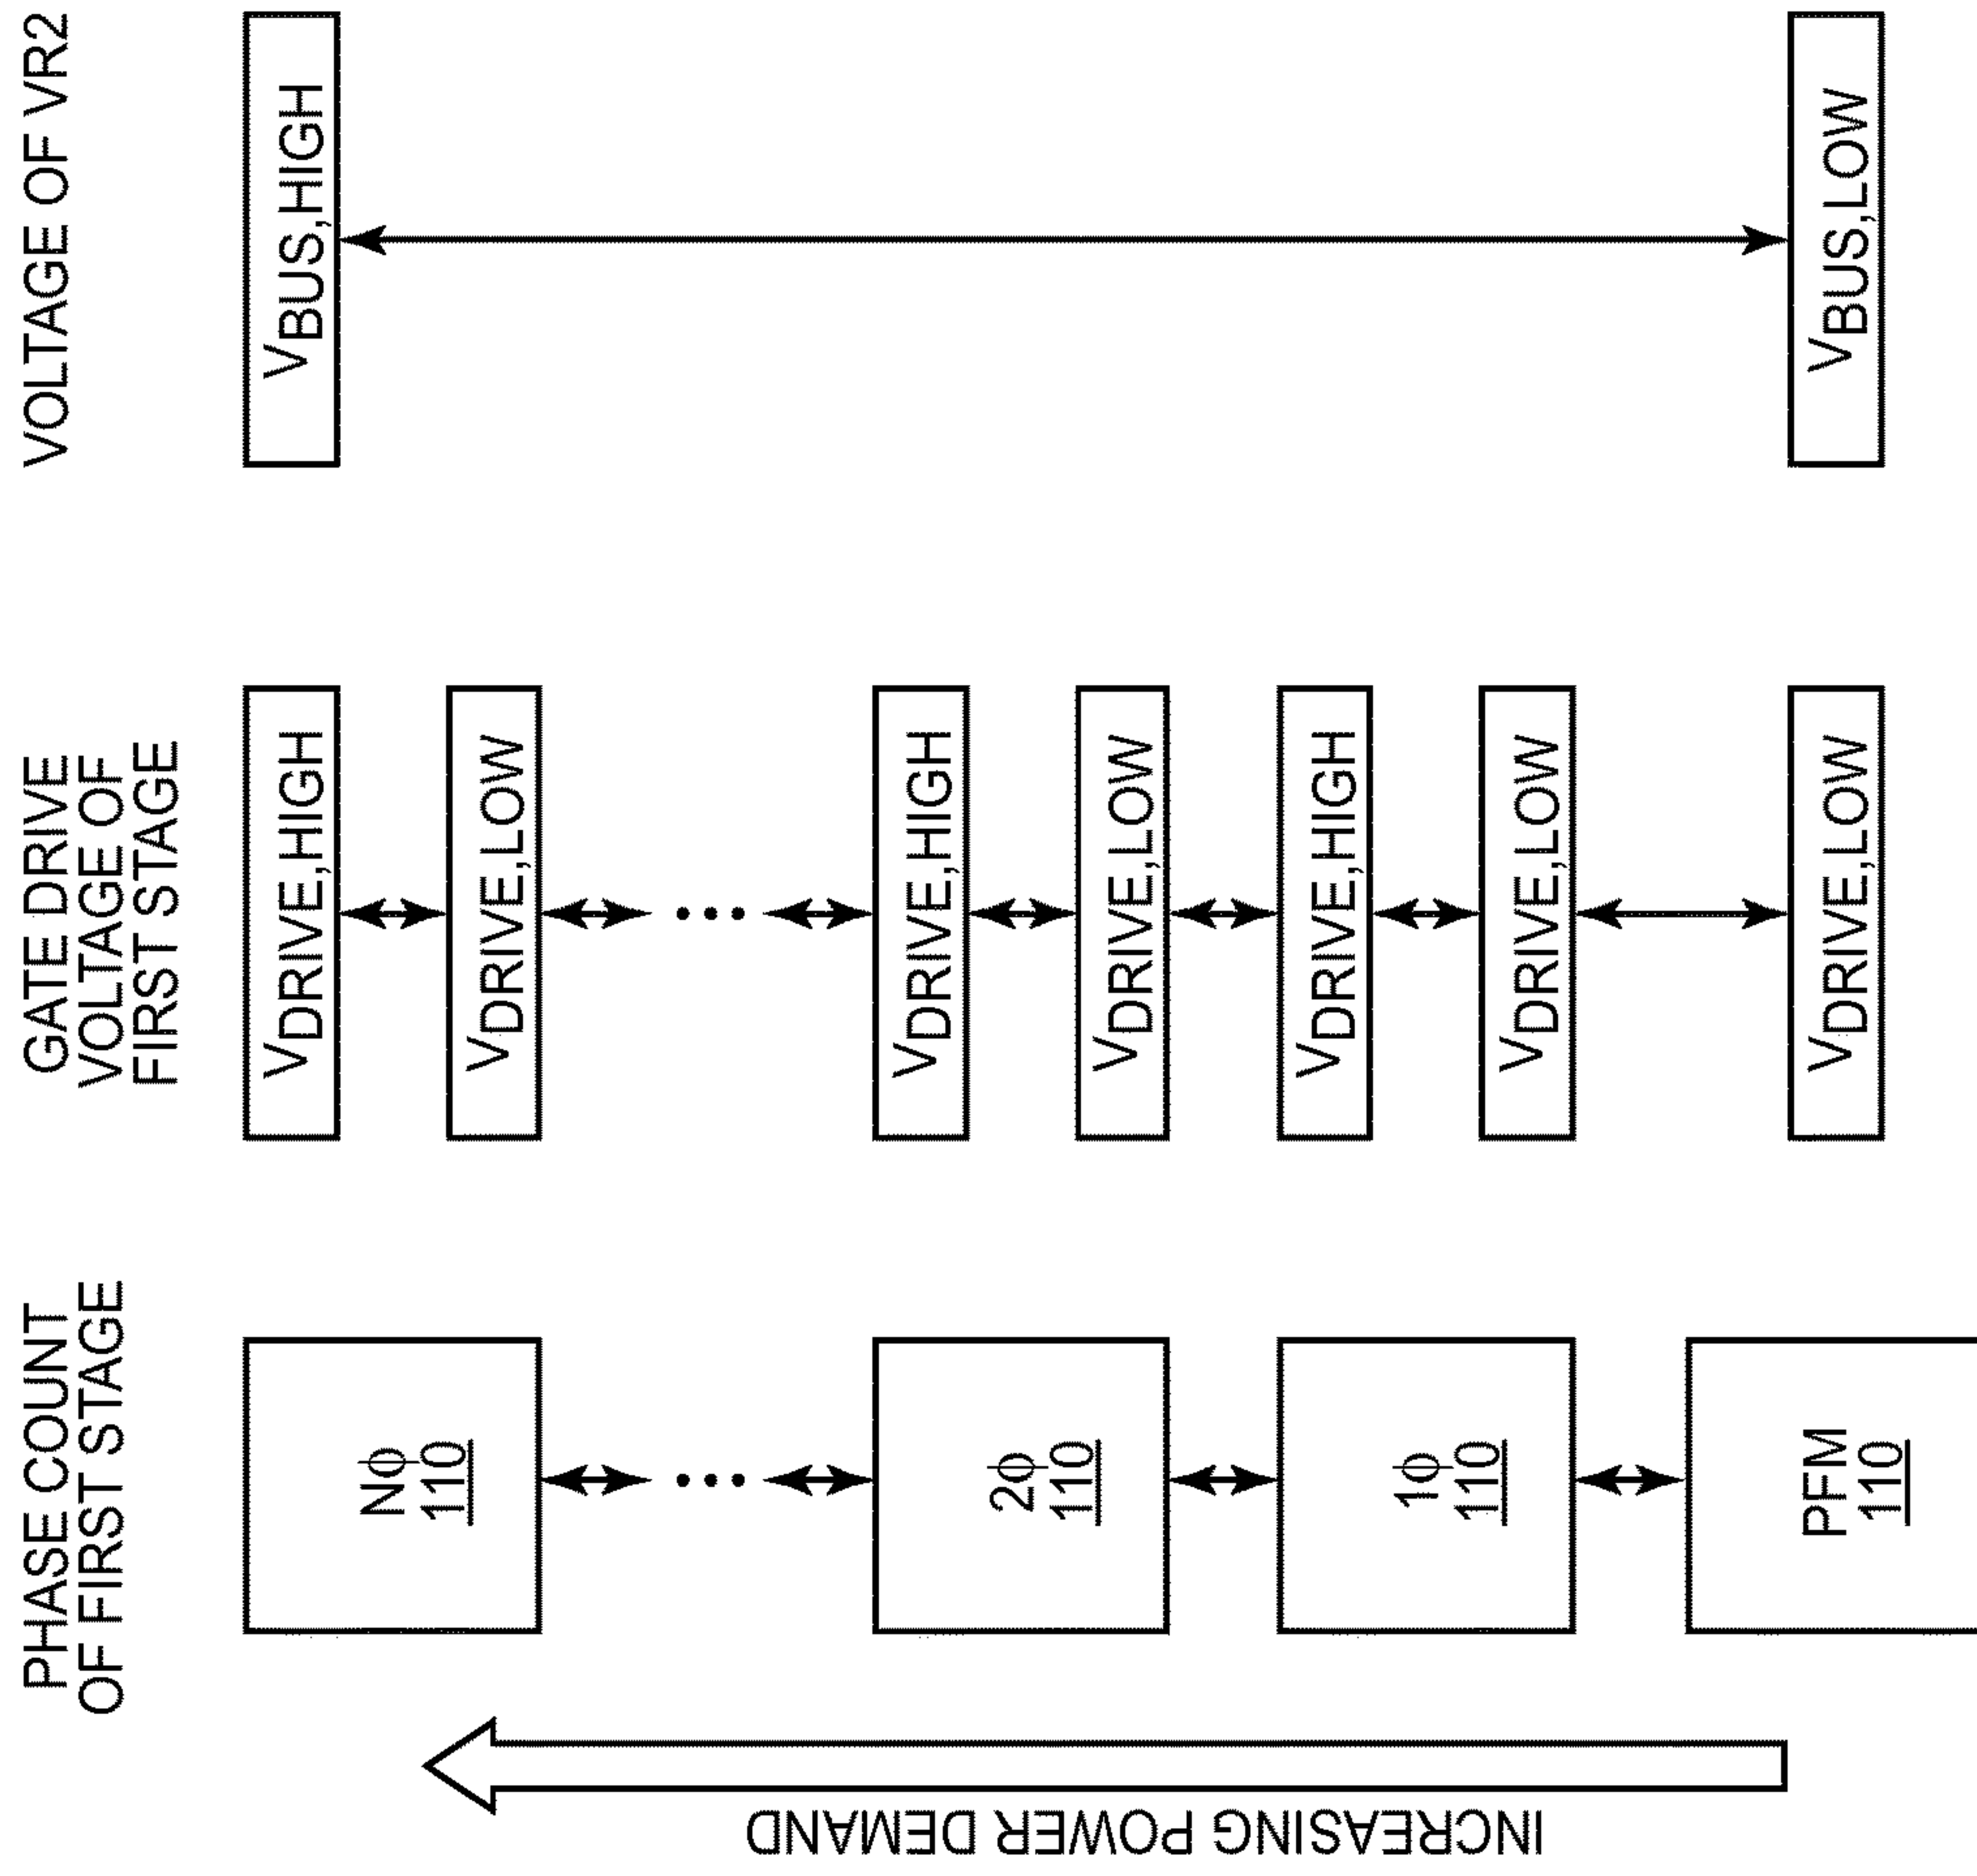 PHASE COUNT
OF FIRST STAGE
GATE DRIVE
VOLTAGE OF
FIRST STAGE
VOLTAGE OF VR2
Nϕ
110
VDRIVE,HIGH
VBUS,HIGH
VDRIVE,LOW
...
...
2ϕ
110
VDRIVE,HIGH
VDRIVE,LOW
1ϕ
110
VDRIVE,HIGH
VDRIVE,LOW
PFM
110
VDRIVE,LOW
VBUS,LOW
INCREASING POWER DEMAND